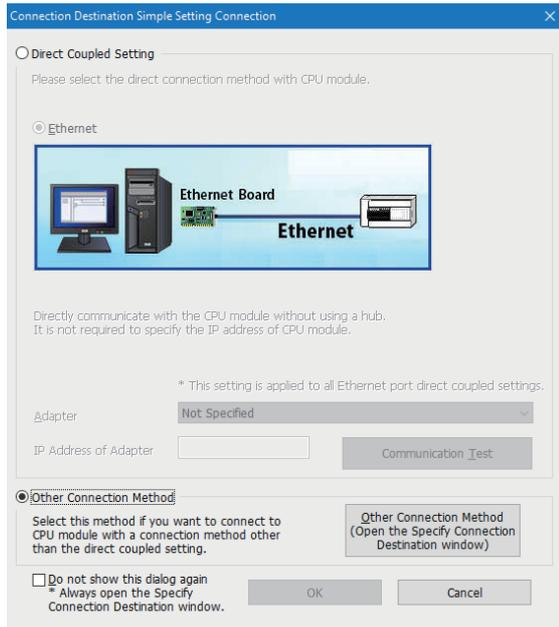 Connection Destination Simple Setting Connection
Direct Coupled Setting
Please select the direct connection method with CPU module.
Ethernet
Ethernet Board
Ethernet
Directly communicate with the CPU module without using a hub.
It is not required to specify the IP address of CPU module.
* This setting is applied to all Ethernet port direct coupled settings.
Adapter
Not Specified
IP Address of Adapter
Communication Test
Other Connection Method
Select this method if you want to connect to
CPU module with a connection method other
than the direct coupled setting.
Other Connection Method
(Open the Specify Connection
Destination window)
Do not show this dialog again
* Always open the Specify
Connection Destination window.
OK
Cancel